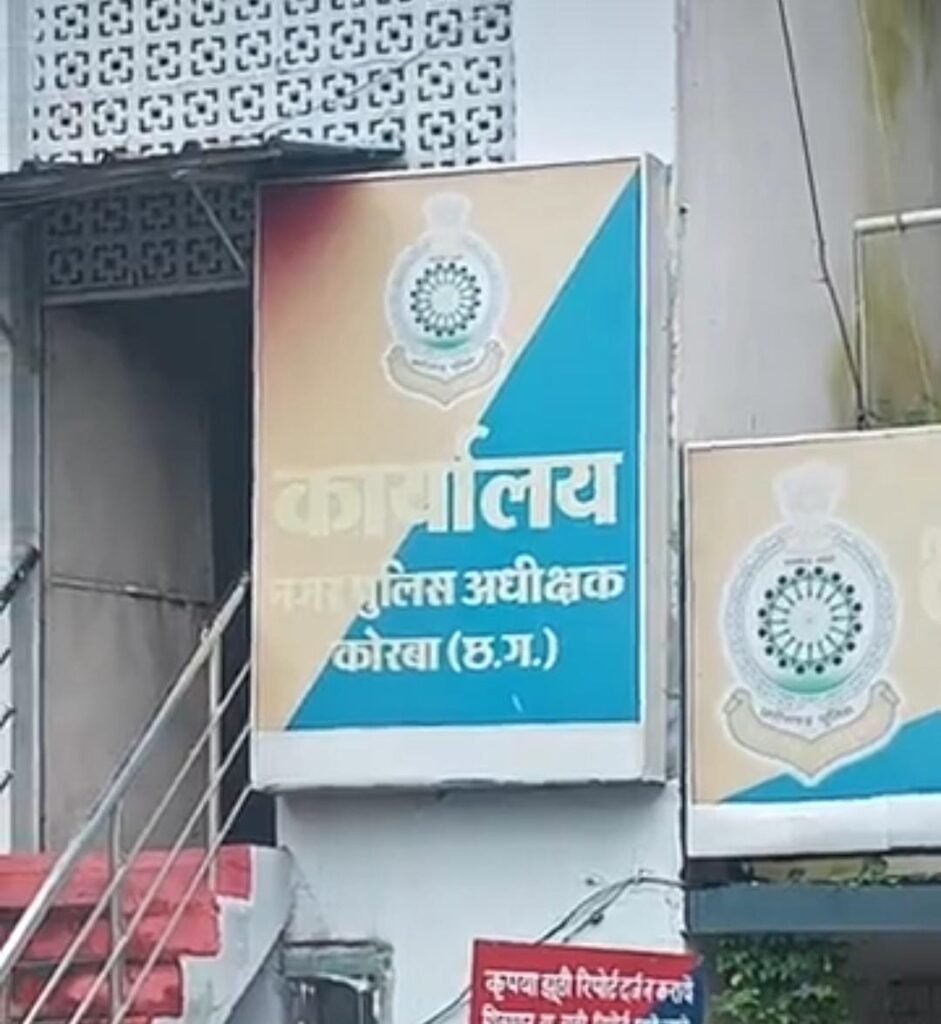 कार्यालय
नगर पुलिस अधीक्षक
कोरबा (छ.ग.)
कृपया झूठी रिपोर्ट दर्ज न कराये